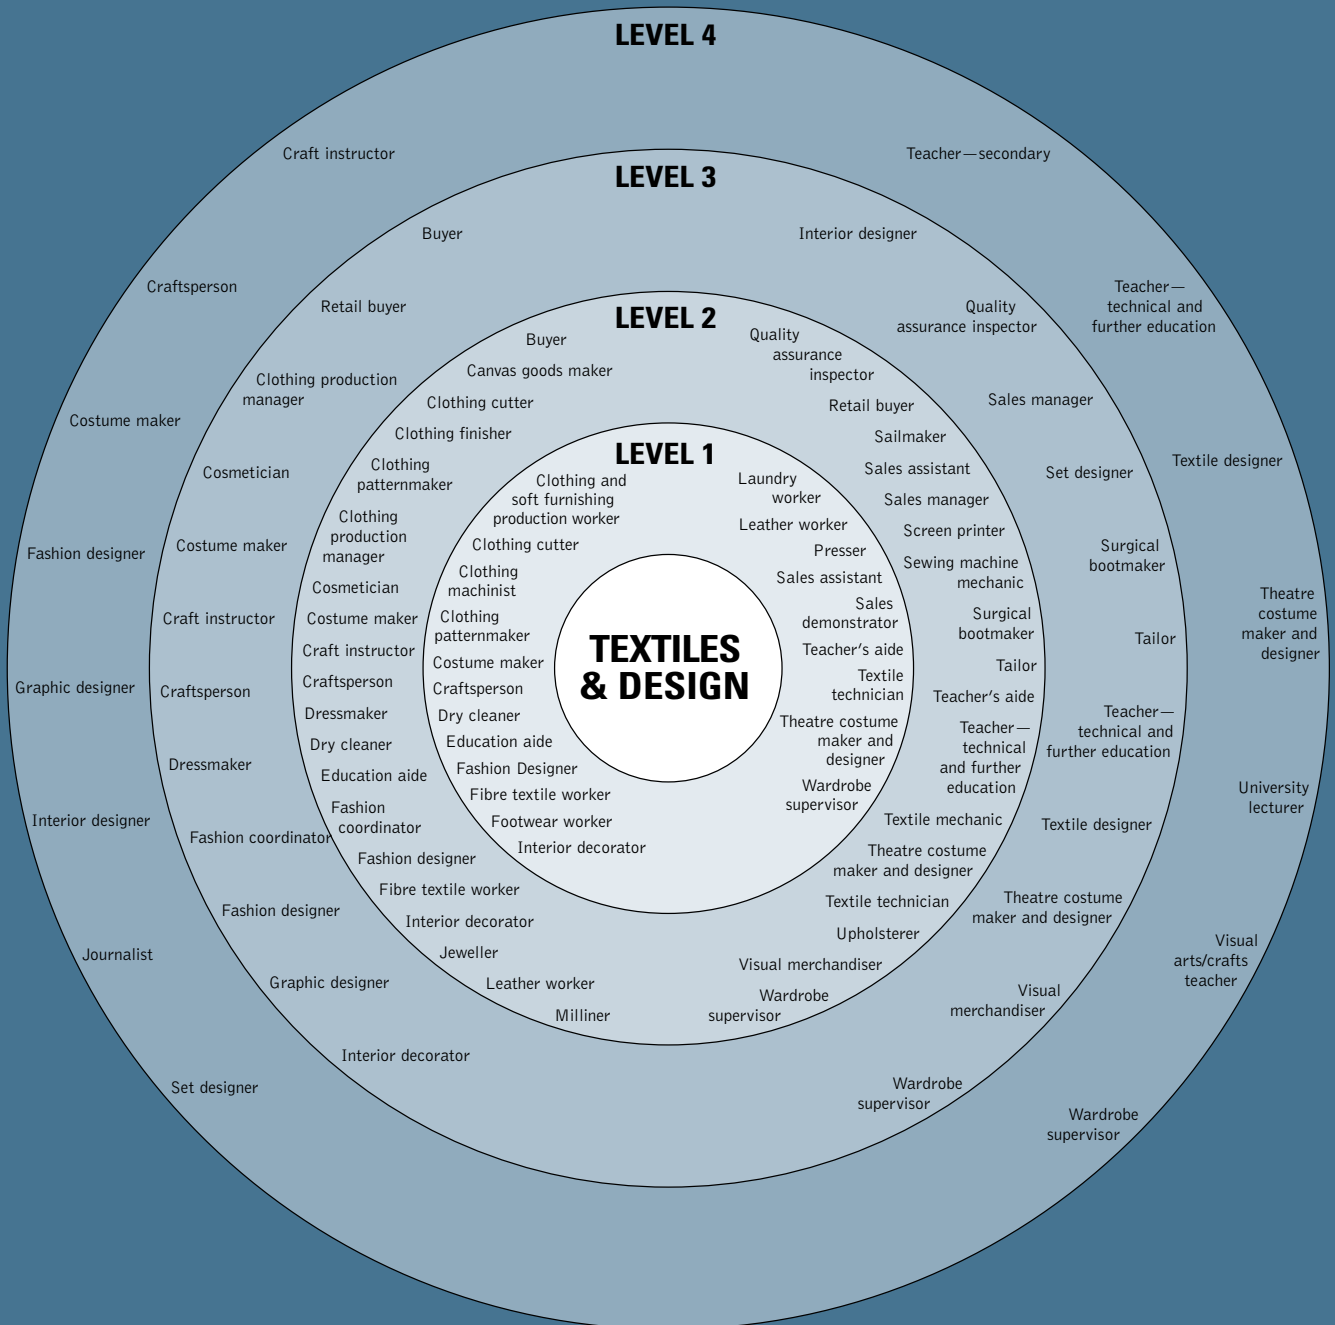 LEVEL 4
Craft instructor
Craftsperson
Costume maker
Fashion designer
Graphic designer
Interior designer
Journalist
Set designer
Teacher—secondary
Teacher—
technical and
further education
Textile designer
Theatre
costume
maker and
designer
University
lecturer
Visual
arts/crafts
teacher
Wardrobe
supervisor
LEVEL 3
Buyer
Retail buyer
Clothing production
manager
Cosmetician
Costume maker
Craft instructor
Craftsperson
Dressmaker
Fashion coordinator
Fashion designer
Graphic designer
Interior decorator
Interior designer
Quality
assurance inspector
Sales manager
Set designer
Surgical
bootmaker
Tailor
Teacher—
technical and
further education
Textile designer
Theatre costume
maker and designer
Visual
merchandiser
Wardrobe
supervisor
LEVEL 2
Buyer
Canvas goods maker
Clothing cutter
Clothing finisher
Clothing
patternmaker
Clothing
production
manager
Cosmetician
Costume maker
Craft instructor
Craftsperson
Dressmaker
Dry cleaner
Education aide
Fashion
coordinator
Fashion designer
Fibre textile worker
Interior decorator
Jeweller
Leather worker
Milliner
Quality
assurance
inspector
Retail buyer
Sailmaker
Sales assistant
Sales manager
Screen printer
Sewing machine
mechanic
Surgical
bootmaker
Tailor
Teacher's aide
Teacher—
technical
and further
education
Textile mechanic
Theatre costume
maker and designer
Textile technician
Upholsterer
Visual merchandiser
Wardrobe
supervisor
LEVEL 1
Clothing and
soft furnishing
production worker
Clothing cutter
Clothing
machinist
Clothing
patternmaker
Costume maker
Craftsperson
Dry cleaner
Education aide
Fashion Designer
Fibre textile worker
Footwear worker
Interior decorator
Laundry
worker
Leather worker
Presser
Sales assistant
Sales
demonstrator
Teacher's aide
Textile
technician
Theatre costume
maker and
designer
Wardrobe
supervisor
TEXTILES
& DESIGN